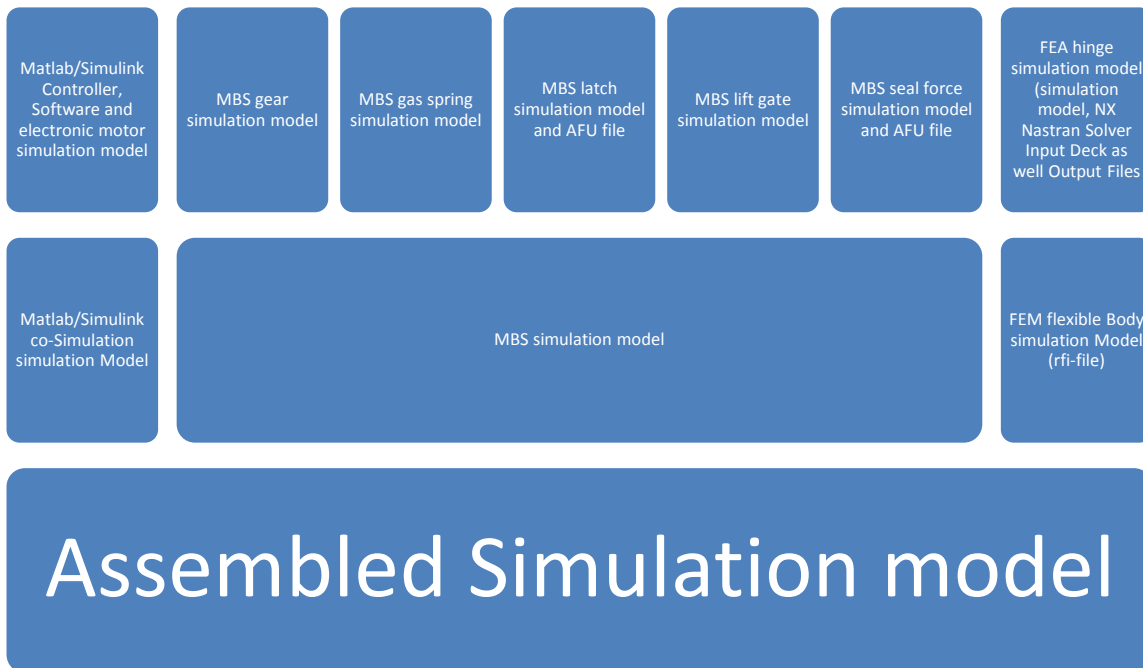 Matlab/Simulink
Controller,
Software and
electronic motor
simulation model
MBS gear
simulation model
MBS gas spring
simulation model
MBS latch
simulation model
and AFU file
MBS lift gate
simulation model
MBS seal force
simulation model
and AFU file
FEA hinge
simulation model
(simulation
model, NX
Nastran Solver
Input Deck as
well Output Files
Matlab/Simulink
co-Simulation
simulation Model
MBS simulation model
FEM flexible Body
simulation Model
(rfi-file)
Assembled Simulation model